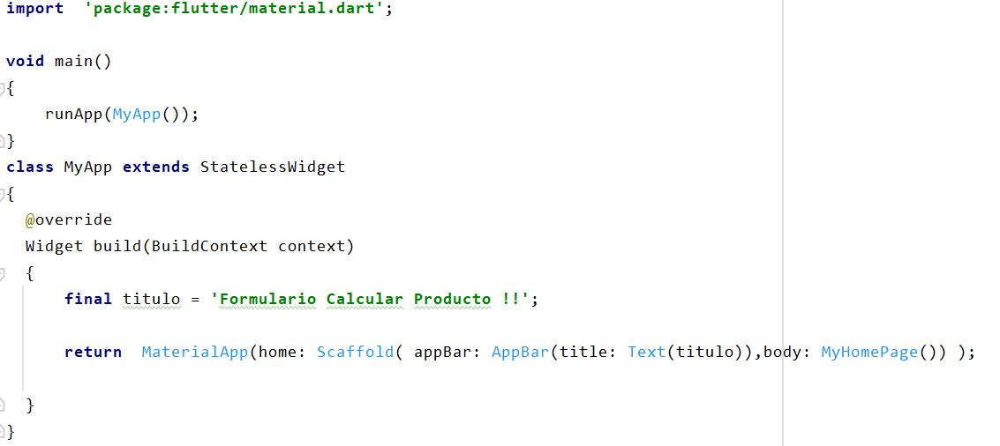 import  'package:flutter/material.dart';
void main()
{
    runApp(MyApp());
}
class MyApp extends StatelessWidget
{
  @override
  Widget build(BuildContext context)
  {
      final titulo = 'Formulario Calcular Producto !!';
      return  MaterialApp(home: Scaffold( appBar: AppBar(title: Text(titulo)),body: MyHomePage()) );
  }
}